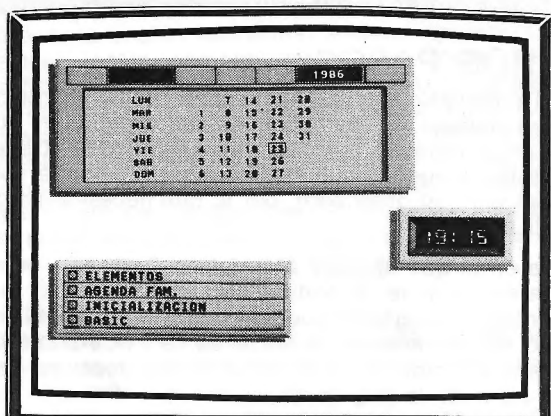 1986
LUN 7 14 21 28
MAR 1 8 15 22 29
MIE 2 9 16 23 30
JUE 3 10 17 24 31
VIE 4 11 18 25
SAB 5 12 19 26
DOM 6 13 20 27
19:15
ELEMENTOS
AGENDA FAM.
INICIALIZACION
BASIC